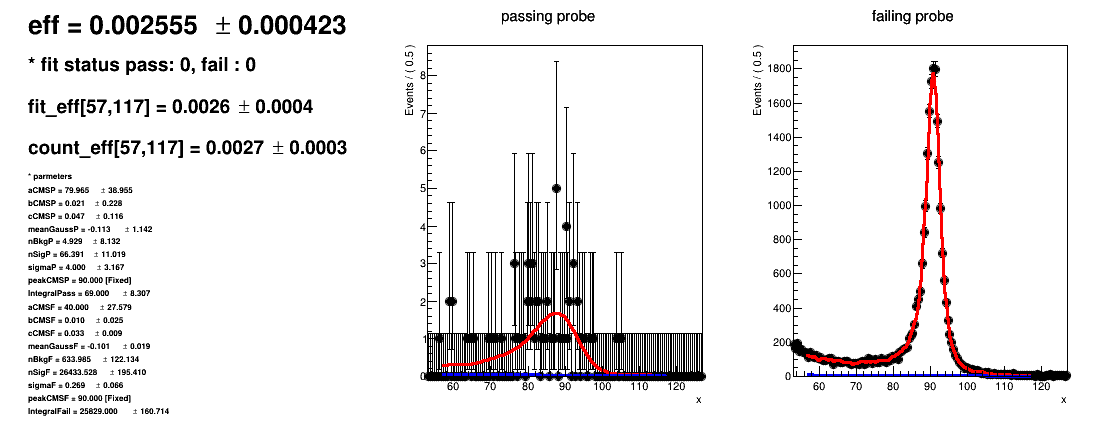 eff = 0.002555 ± 0.000423
* fit status pass: 0, fail : 0
fit_eff[57,117] = 0.0026 ± 0.0004
count_eff[57,117] = 0.0027 ± 0.0003
* parmeters
aCMSP = 79.965 ± 38.955
bCMSP = 0.021 ± 0.228
cCMSP = 0.047 ± 0.116
meanGaussP = -0.113 ± 1.142
nBkgP = 4.929 ± 8.132
nSigP = 66.391 ± 11.019
sigmaP = 4.000 ± 3.167
peakCMSP = 90.000 [Fixed]
IntegralPass = 69.000 ± 8.307
aCMSF = 40.000 ± 27.579
bCMSF = 0.010 ± 0.025
cCMSF = 0.033 ± 0.009
meanGaussF = -0.101 ± 0.019
nBkgF = 633.985 ± 122.134
nSigF = 26433.528 ± 195.410
sigmaF = 0.269 ± 0.066
peakCMSF = 90.000 [Fixed]
IntegralFail = 25829.000 ± 160.714
passing probe
Events / ( 0.5 )
8
7
6
5
4
3
2
1
0
60 70 80 90 100 110 120
x
failing probe
Events / ( 0.5 )
1800
1600
1400
1200
1000
800
600
400
200
0
60 70 80 90 100 110 120
x